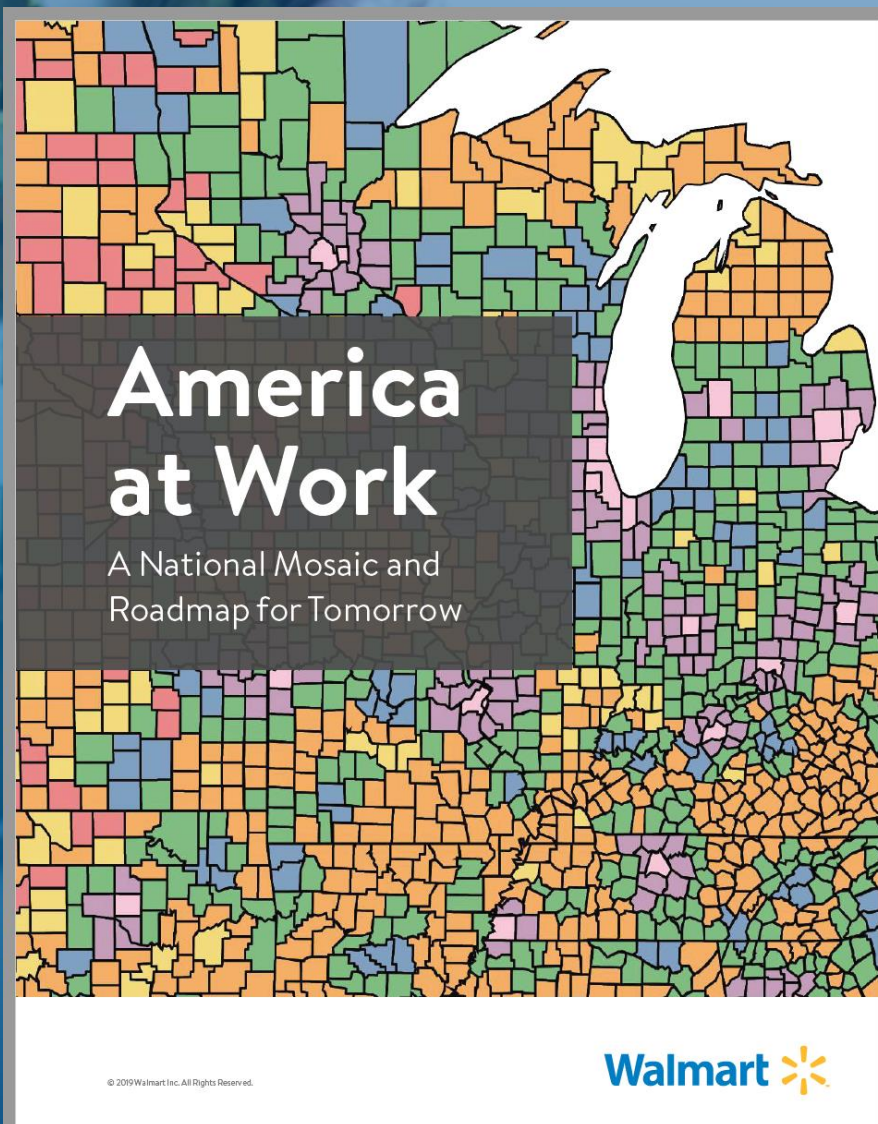 America
at Work
A National Mosaic and
Roadmap for Tomorrow
© 2019 Walmart Inc. All Rights Reserved.
Walmart